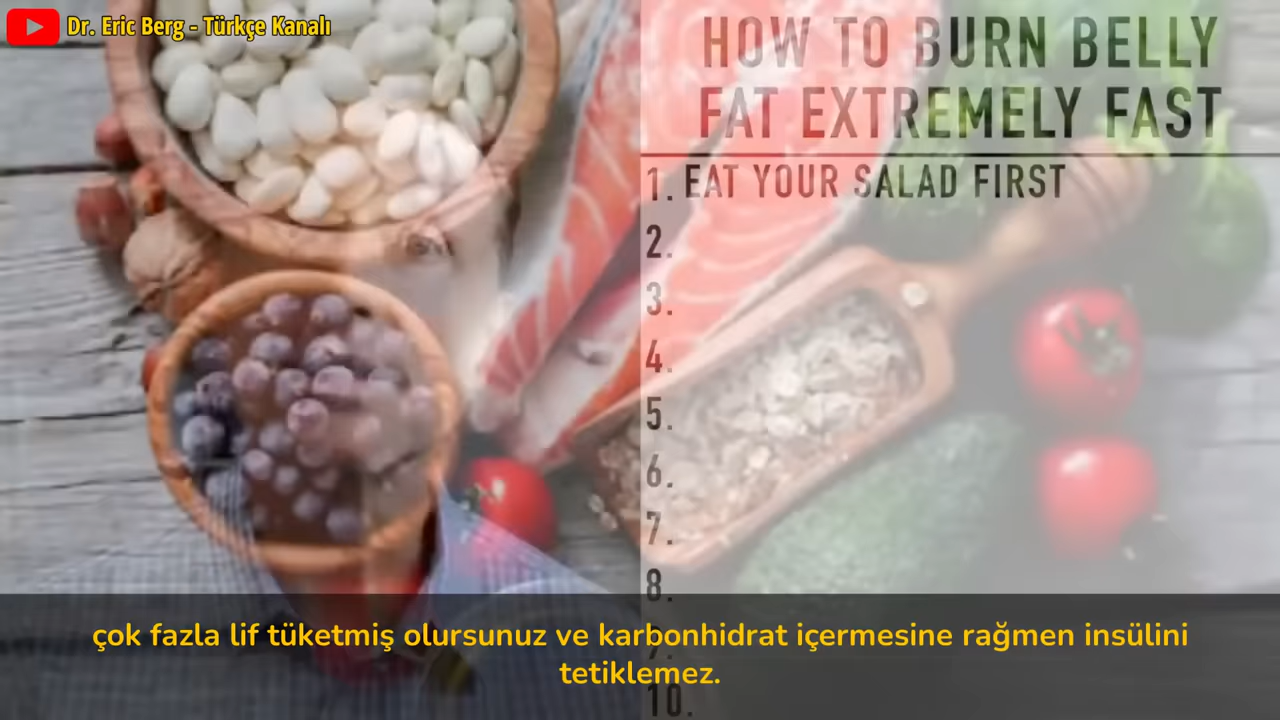 Dr. Eric Berg - Türkçe Kanalı
HOW TO BURN BELLY
FAT EXTREMELY FAST
1. EAT YOUR SALAD FIRST
2.
3.
4.
5.
6.
7.
8.
9.
10.
çok fazla lif tüketmiş olursunuz ve karbonhidrat içermesine rağmen insülini
tetiklemez.